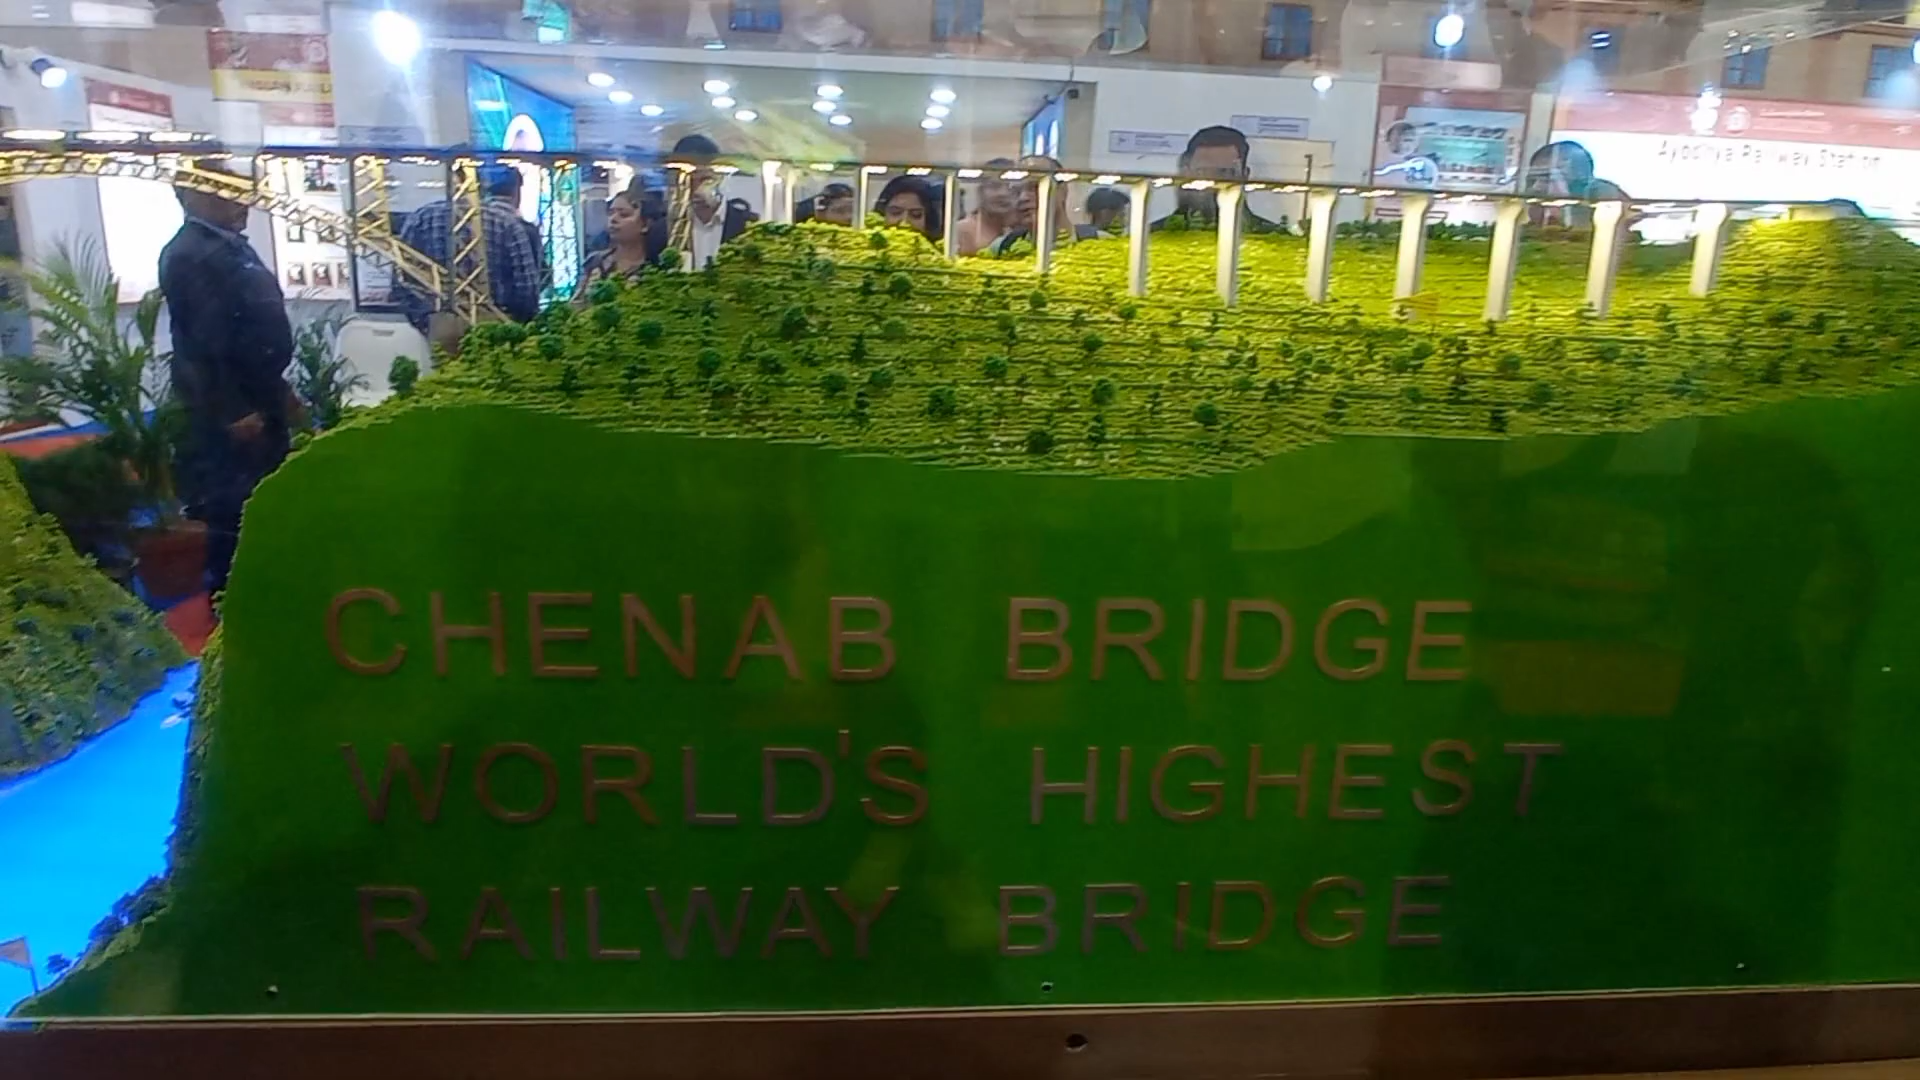 Ayodhya Railway Station
CHENAB BRIDGE
WORLD'S HIGHEST
RAILWAY BRIDGE